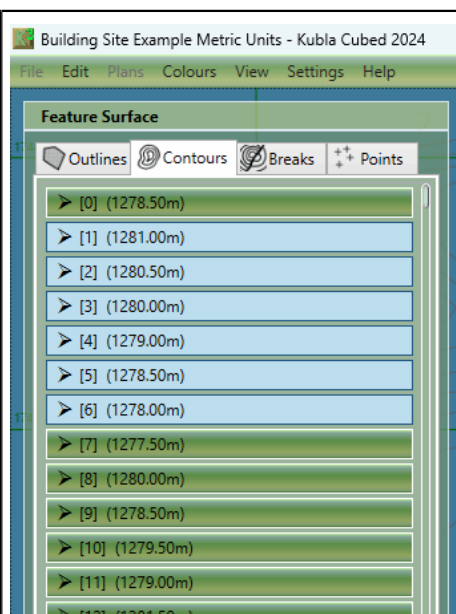 Building Site Example Metric Units - Kubla Cubed 2024
File Edit Plans Colours View Settings Help
Feature Surface
Outlines Contours Breaks Points
[0] (1278.50m)
[1] (1281.00m)
[2] (1280.50m)
[3] (1280.00m)
[4] (1279.00m)
[5] (1278.50m)
[6] (1278.00m)
[7] (1277.50m)
[8] (1280.00m)
[9] (1278.50m)
[10] (1279.50m)
[11] (1279.00m)